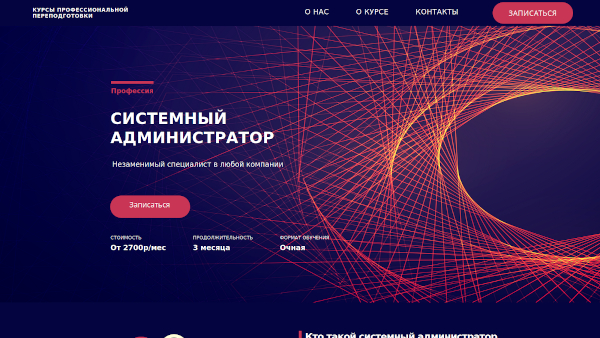 КУРСЫ ПРОФЕССИОНАЛЬНОЙ
ПЕРЕПОДГОТОВКИ
О НАС
О КУРСЕ
КОНТАКТЫ
ЗАПИСАТЬСЯ
Профессия
СИСТЕМНЫЙ
АДМИНИСТРАТОР
Незаменимый специалист в любой компании
Записаться
СТОИМОСТЬ
От 2700р/мес
ПРОДОЛЖИТЕЛЬНОСТЬ
3 месяца
ФОРМАТ ОБУЧЕНИЯ
Очная
Кто такой системный администратор